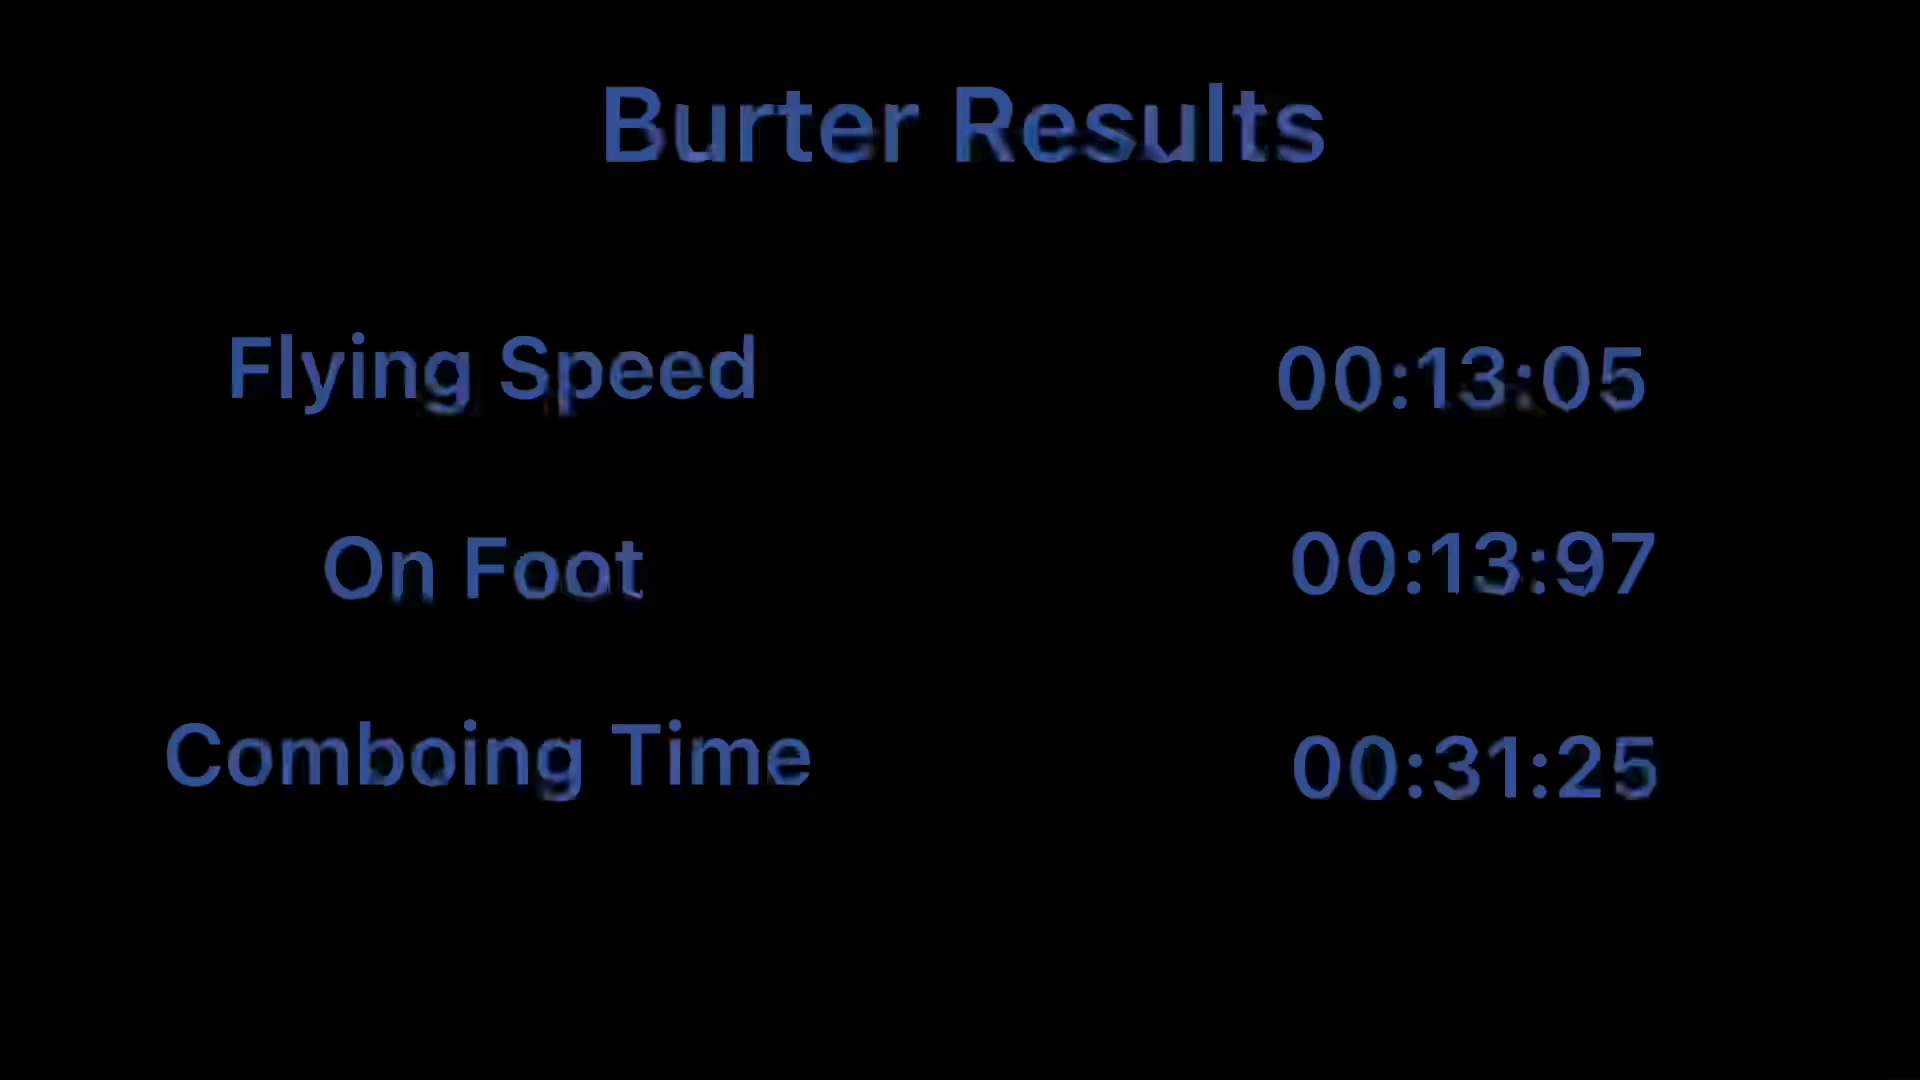 Burter Results
Flying Speed 00:13:05
On Foot 00:13:97
Comboing Time 00:31:25